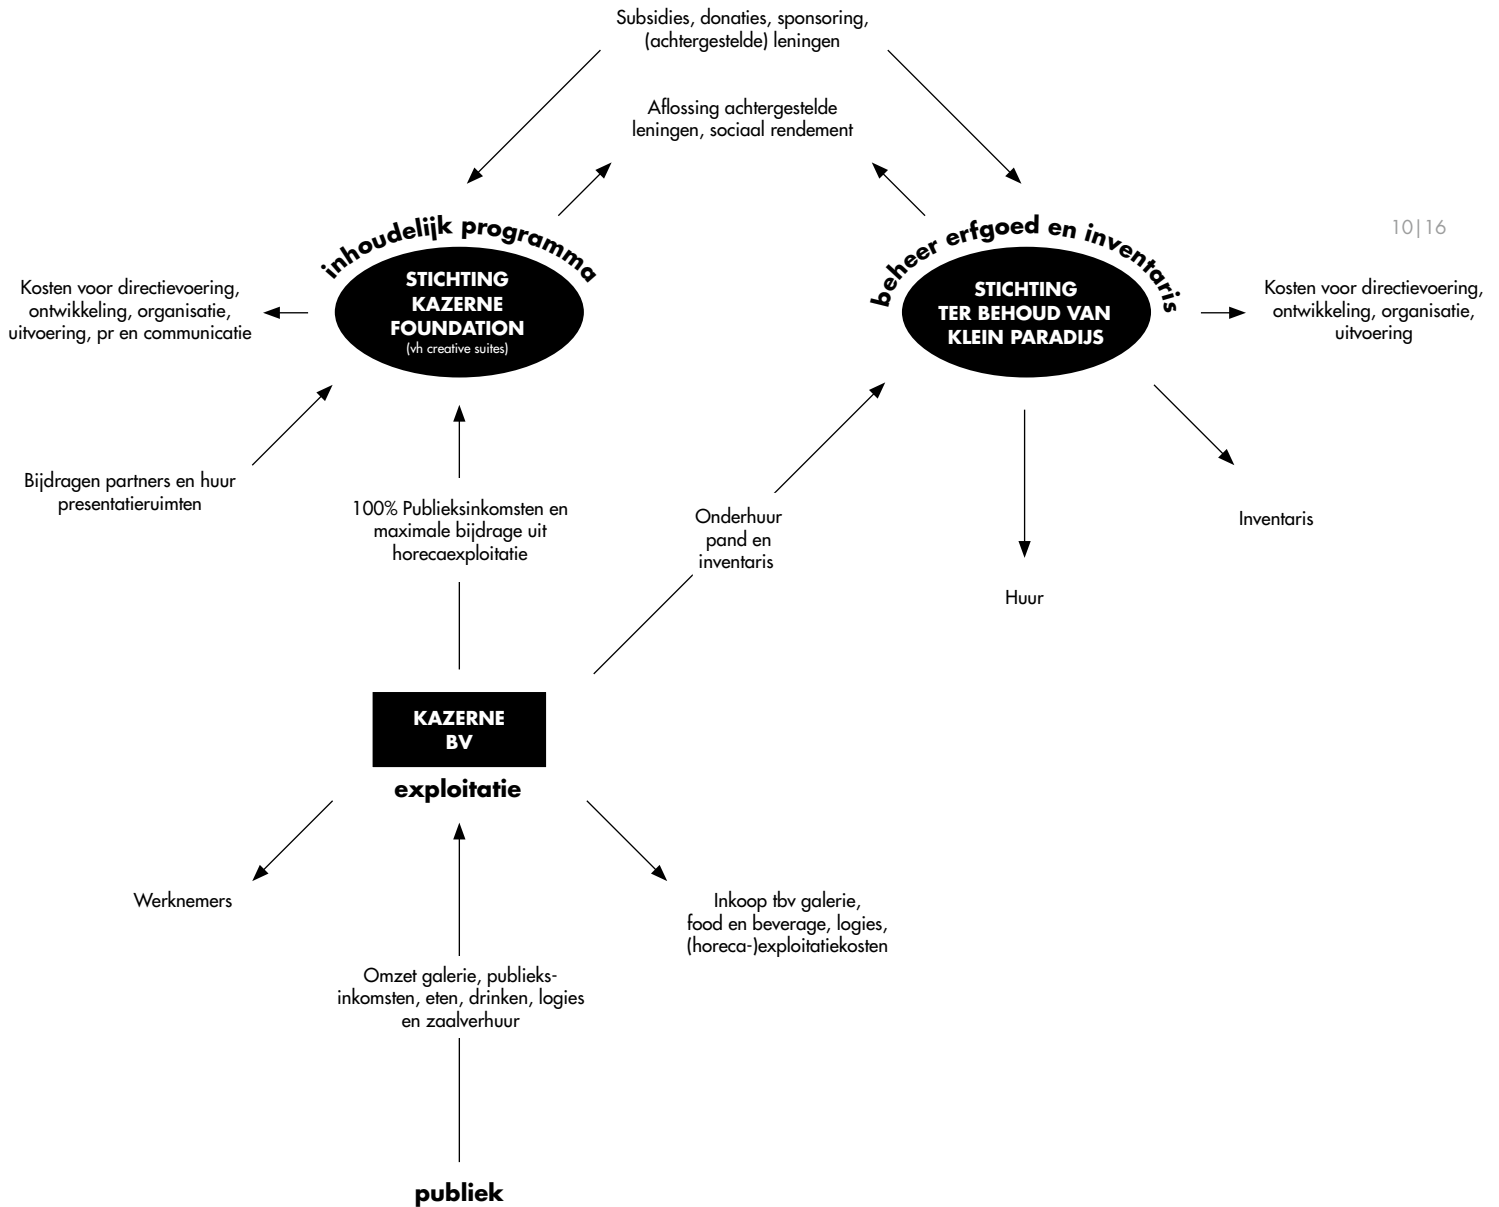 Subsidies, donaties, sponsoring,
(achtergestelde) leningen
Aflossing achtergestelde
leningen, sociaal rendement
10|16
inhoudelijk programma
STICHTING
KAZERNE
FOUNDATION
(vh creative suites)
beheer erfgoed en inventaris
STICHTING
TER BEHOUD VAN
KLEIN PARADIJS
Kosten voor directievoering,
ontwikkeling, organisatie,
uitvoering, pr en communicatie
Kosten voor directievoering,
ontwikkeling, organisatie,
uitvoering
Bijdragen partners en huur
presentatieruimten
100% Publieksinkomsten en
maximale bijdrage uit
horecaexploitatie
Onderhuur
pand en
inventaris
Inventaris
Huur
KAZERNE
BV
exploitatie
Werknemers
Inkoop tbv galerie,
food en beverage, logies,
(horeca-)exploitatiekosten
Omzet galerie, publieks-
inkomsten, eten, drinken, logies
en zaalverhuur
publiek